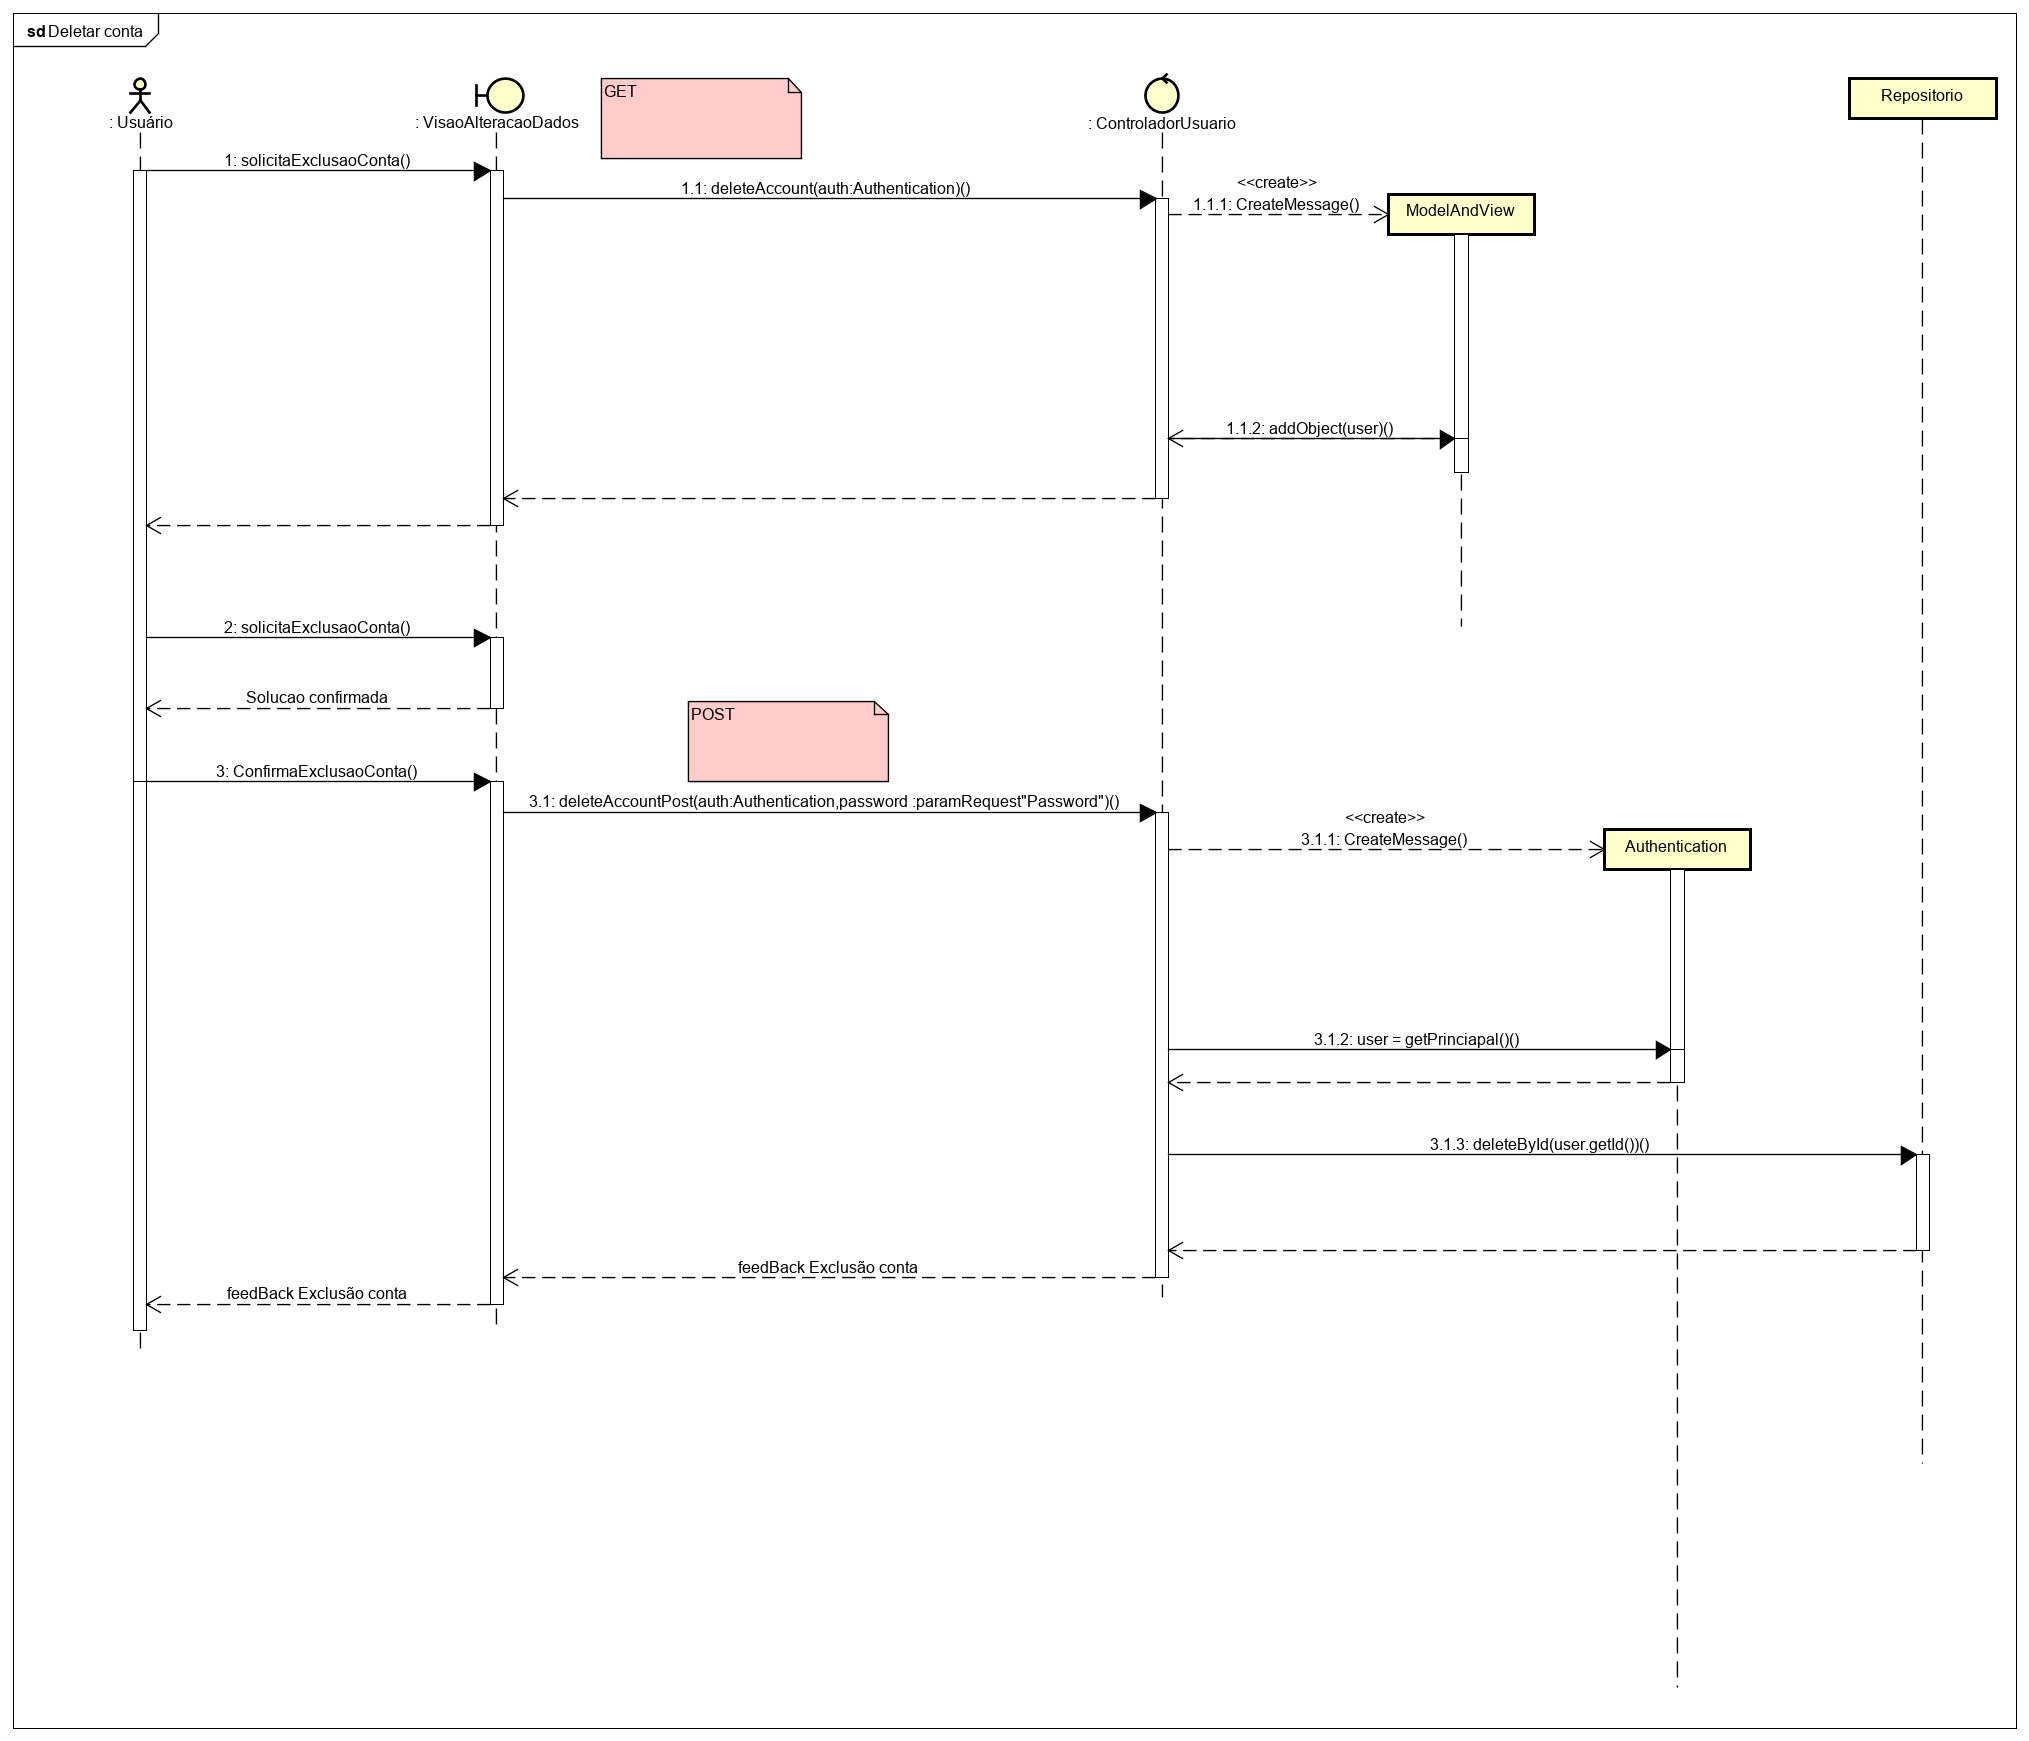 sd Deletar conta
: Usuário
: VisaoAlteracaoDados
GET
: ControladorUsuario
Repositorio
1: solicitaExclusaoConta()
1.1: deleteAccount(auth:Authentication)()
<<create>>
1.1.1: CreateMessage()
ModelAndView
1.1.2: addObject(user)()
2: solicitaExclusaoConta()
Solucao confirmada
POST
3: ConfirmaExclusaoConta()
3.1: deleteAccountPost(auth:Authentication,password :paramRequest"Password")()
<<create>>
3.1.1: CreateMessage()
Authentication
3.1.2: user = getPrinciapal()()
3.1.3: deleteById(user.getId())()
feedBack Exclusão conta
feedBack Exclusão conta